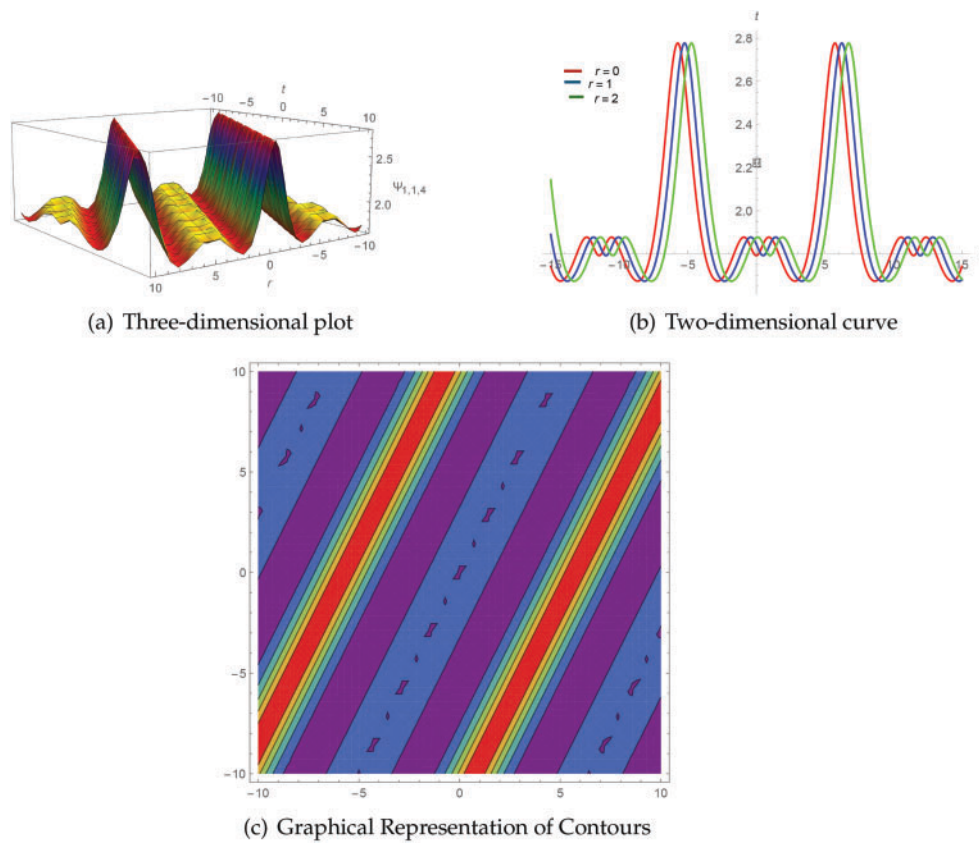 t
-10 -5 0 5 10
2.5
Ψ1,1,4
2.0
10 5 0 -5 -10
r
(a) Three-dimensional plot
t
2.8
2.6
2.4
2.2
2.0
r = 0
r = 1
r = 2
-15 -10 -5 5 10 15
(b) Two-dimensional curve
10
5
0
-5
-10
-10 -5 0 5 10
(c) Graphical Representation of Contours